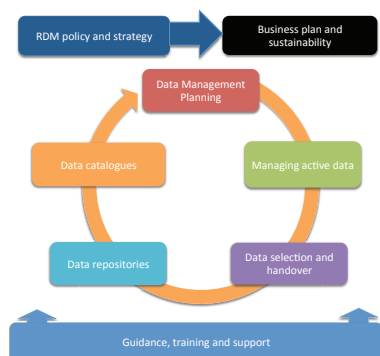 RDM policy and strategy
Business plan and
sustainability
Data Management
Planning
Data catalogues
Managing active data
Data repositories
Data selection and
handover
Guidance, training and support